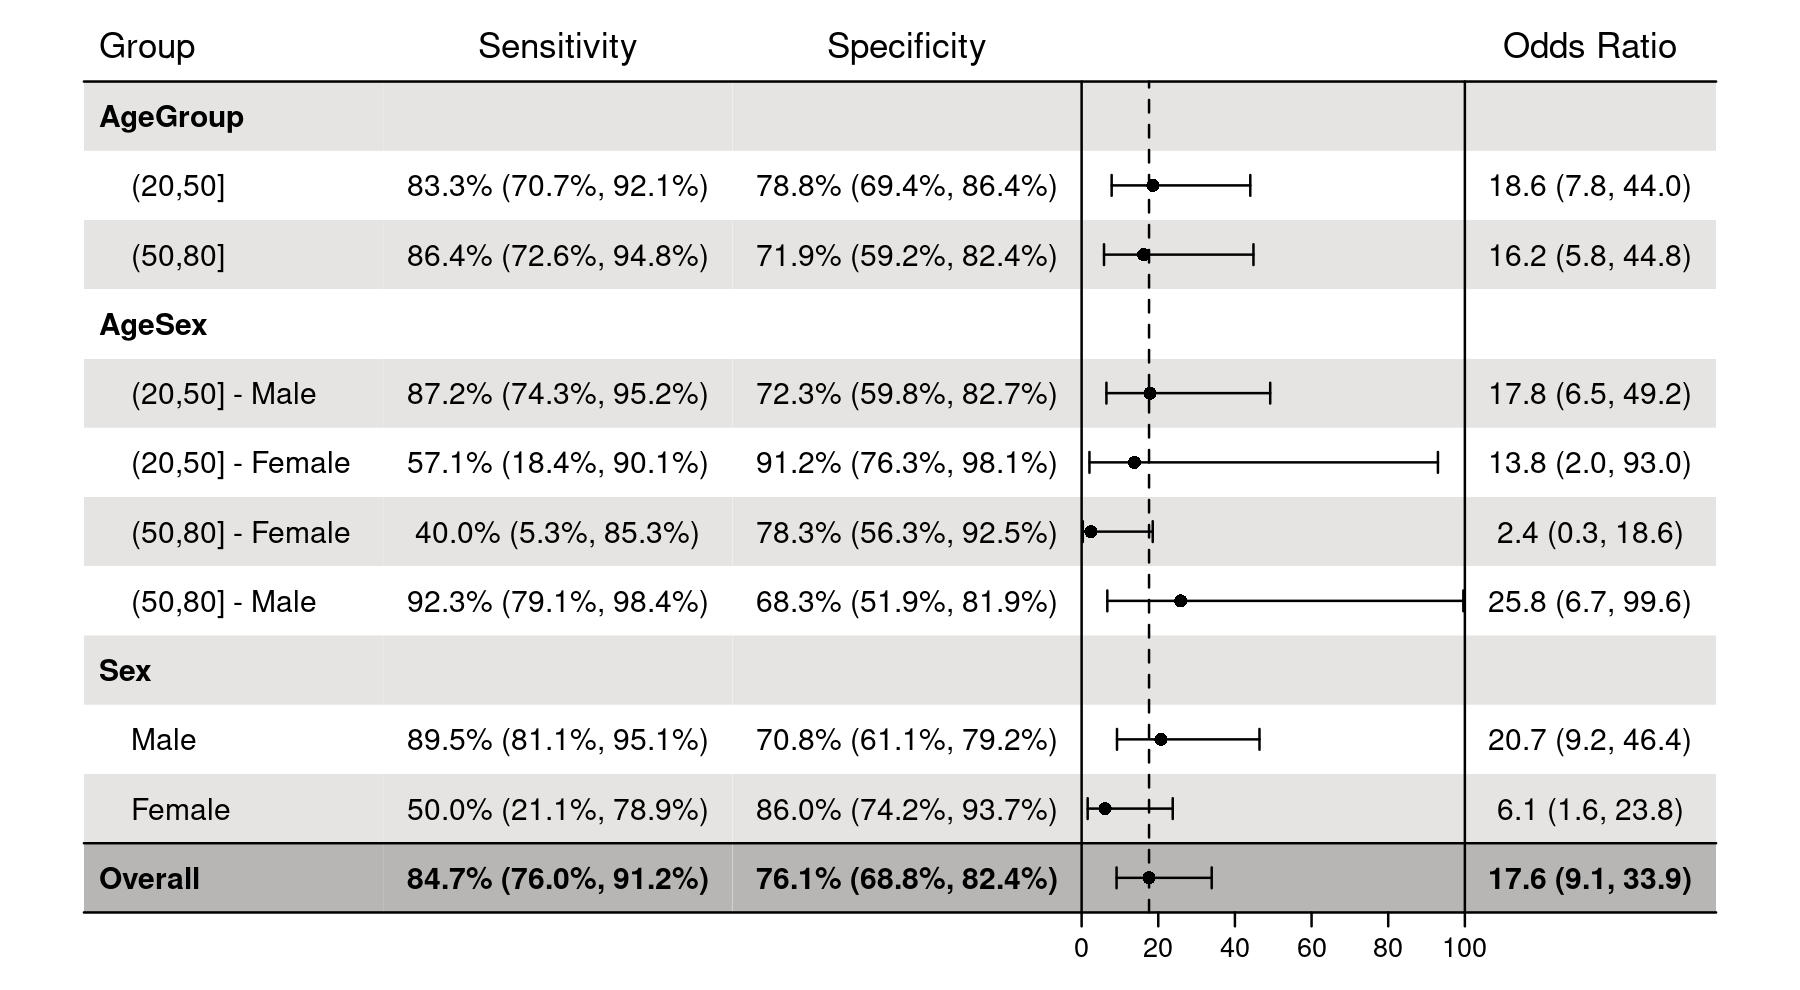 Group Sensitivity Specificity Odds Ratio
AgeGroup
(20,50] 83.3% (70.7%, 92.1%) 78.8% (69.4%, 86.4%) 18.6 (7.8, 44.0)
(50,80] 86.4% (72.6%, 94.8%) 71.9% (59.2%, 82.4%) 16.2 (5.8, 44.8)
AgeSex
(20,50] - Male 87.2% (74.3%, 95.2%) 72.3% (59.8%, 82.7%) 17.8 (6.5, 49.2)
(20,50] - Female 57.1% (18.4%, 90.1%) 91.2% (76.3%, 98.1%) 13.8 (2.0, 93.0)
(50,80] - Female 40.0% (5.3%, 85.3%) 78.3% (56.3%, 92.5%) 2.4 (0.3, 18.6)
(50,80] - Male 92.3% (79.1%, 98.4%) 68.3% (51.9%, 81.9%) 25.8 (6.7, 99.6)
Sex
Male 89.5% (81.1%, 95.1%) 70.8% (61.1%, 79.2%) 20.7 (9.2, 46.4)
Female 50.0% (21.1%, 78.9%) 86.0% (74.2%, 93.7%) 6.1 (1.6, 23.8)
Overall 84.7% (76.0%, 91.2%) 76.1% (68.8%, 82.4%) 17.6 (9.1, 33.9)
0 20 40 60 80 100